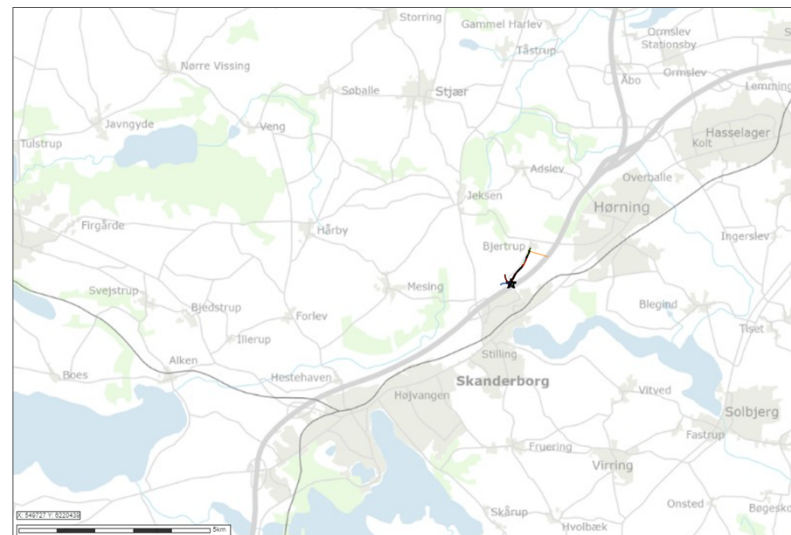 Storring
Gammel Harlev
Ormslev
Stationsby
Tåstrup
Nørre Vissing
Åbo
Ormslev
Lemming
Søballe
Stjær
Javngyde
Veng
Hasselager
Kolt
Tulstrup
Adslev
Overballe
Jeksen
Hørning
Firgårde
Hårby
Ingerslev
Bjertrup
Svejstrup
Mesing
Bjedstrup
Forlev
Blegind
Tiset
Illerup
Stilling
Alken
Boes
Hestehaven
Skanderborg
Højvangen
Vitved
Solbjerg
Fastrup
Fruering
Virring
Onsted
Bøgesko
Skårup
Hvolbæk
5km